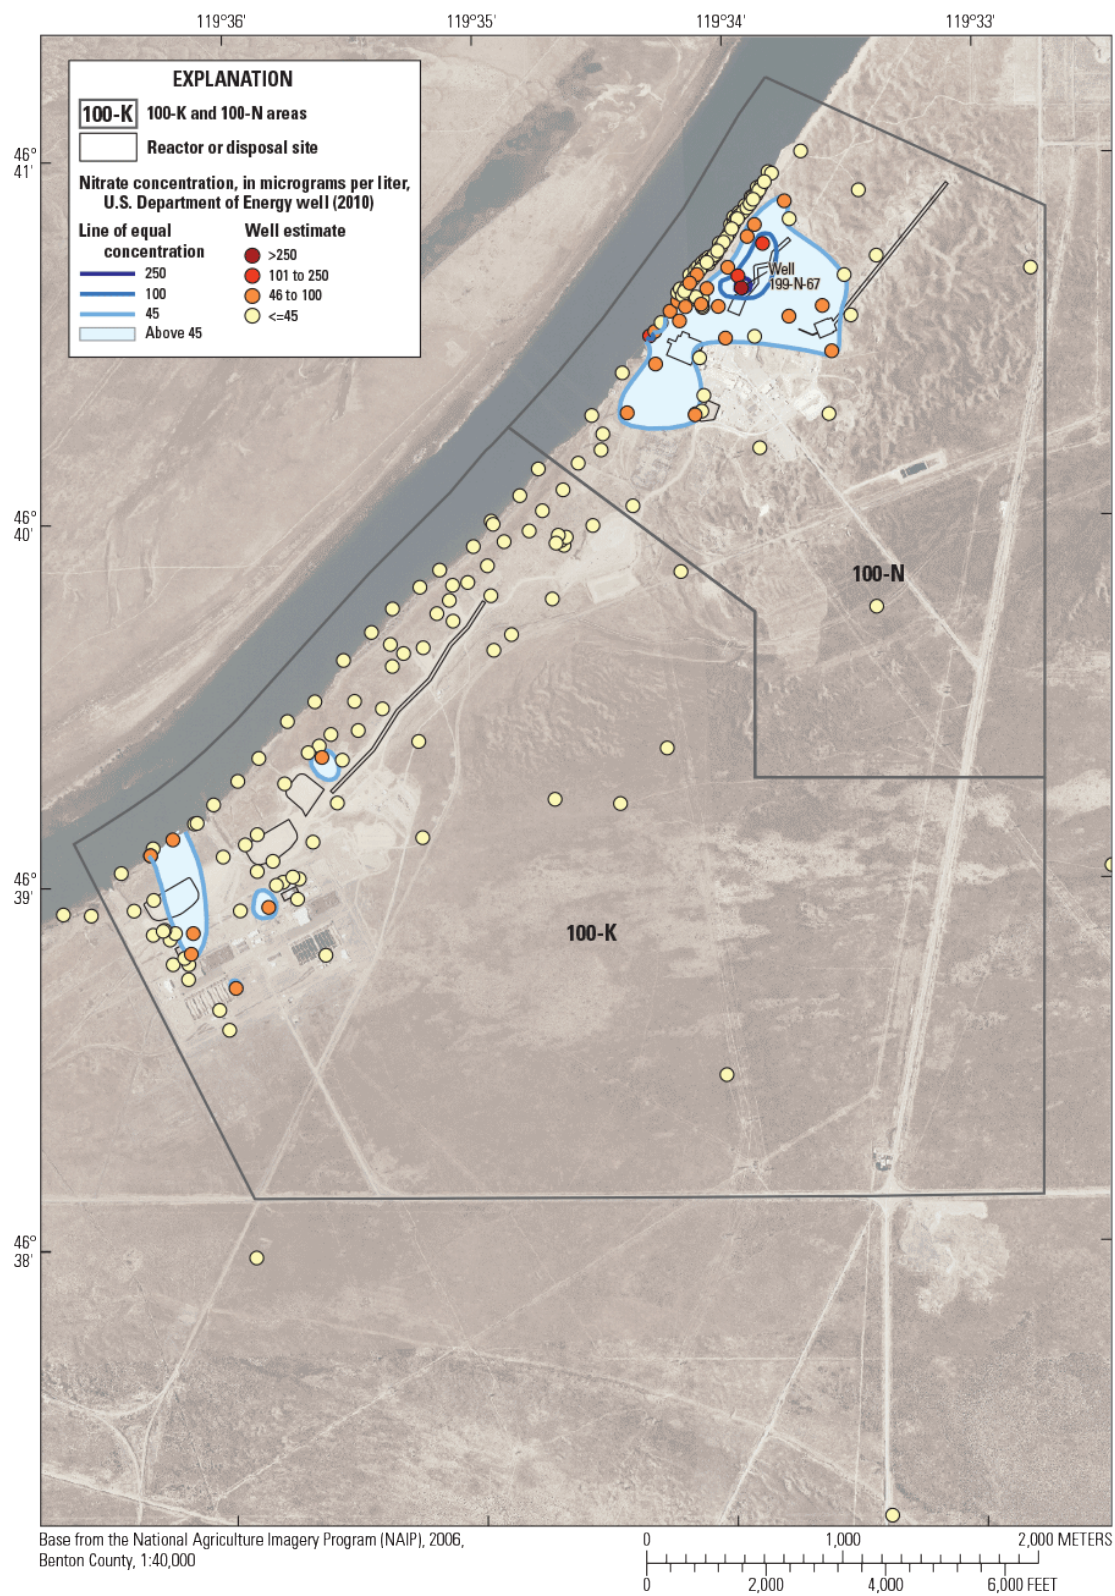 119°36' 119°35' 119°34' 119°33'
EXPLANATION
100-K 100-K and 100-N areas
Reactor or disposal site
Nitrate concentration, in micrograms per liter,
U.S. Department of Energy well (2010)
Line of equal
concentration
250
100
45
Above 45
Well estimate
>250
101 to 250
46 to 100
<=45
46°
41'
Well
199-N-67
46°
40'
100-N
46°
39'
100-K
46°
38'
Base from the National Agriculture Imagery Program (NAIP), 2006,
Benton County, 1:40,000
0 1,000 2,000 METERS
0 2,000 4,000 6,000 FEET